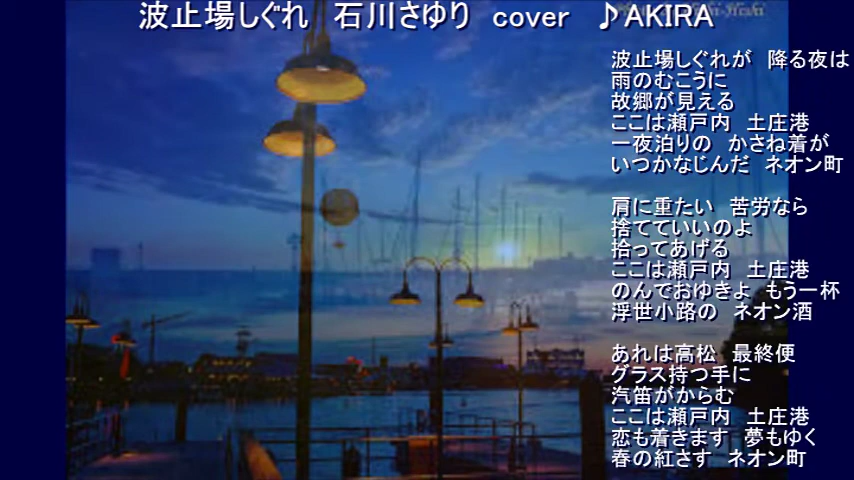 波止場しぐれ　石川さゆり　cover　♪AKIRA
波止場しぐれが　降る夜は
雨のむこうに
故郷が見える
ここは瀬戸内　土庄港
一夜泊りの　かさね着が
いつかなじんだ　ネオン町
肩に重たい　苦労なら
捨てていいのよ
拾ってあげる
ここは瀬戸内　土庄港
のんでおゆきよ　もう一杯
浮世小路の　ネオン酒
あれは高松　最終便
グラス持つ手に
汽笛がからむ
ここは瀬戸内　土庄港
恋も着きます　夢もゆく
春の紅さす　ネオン町